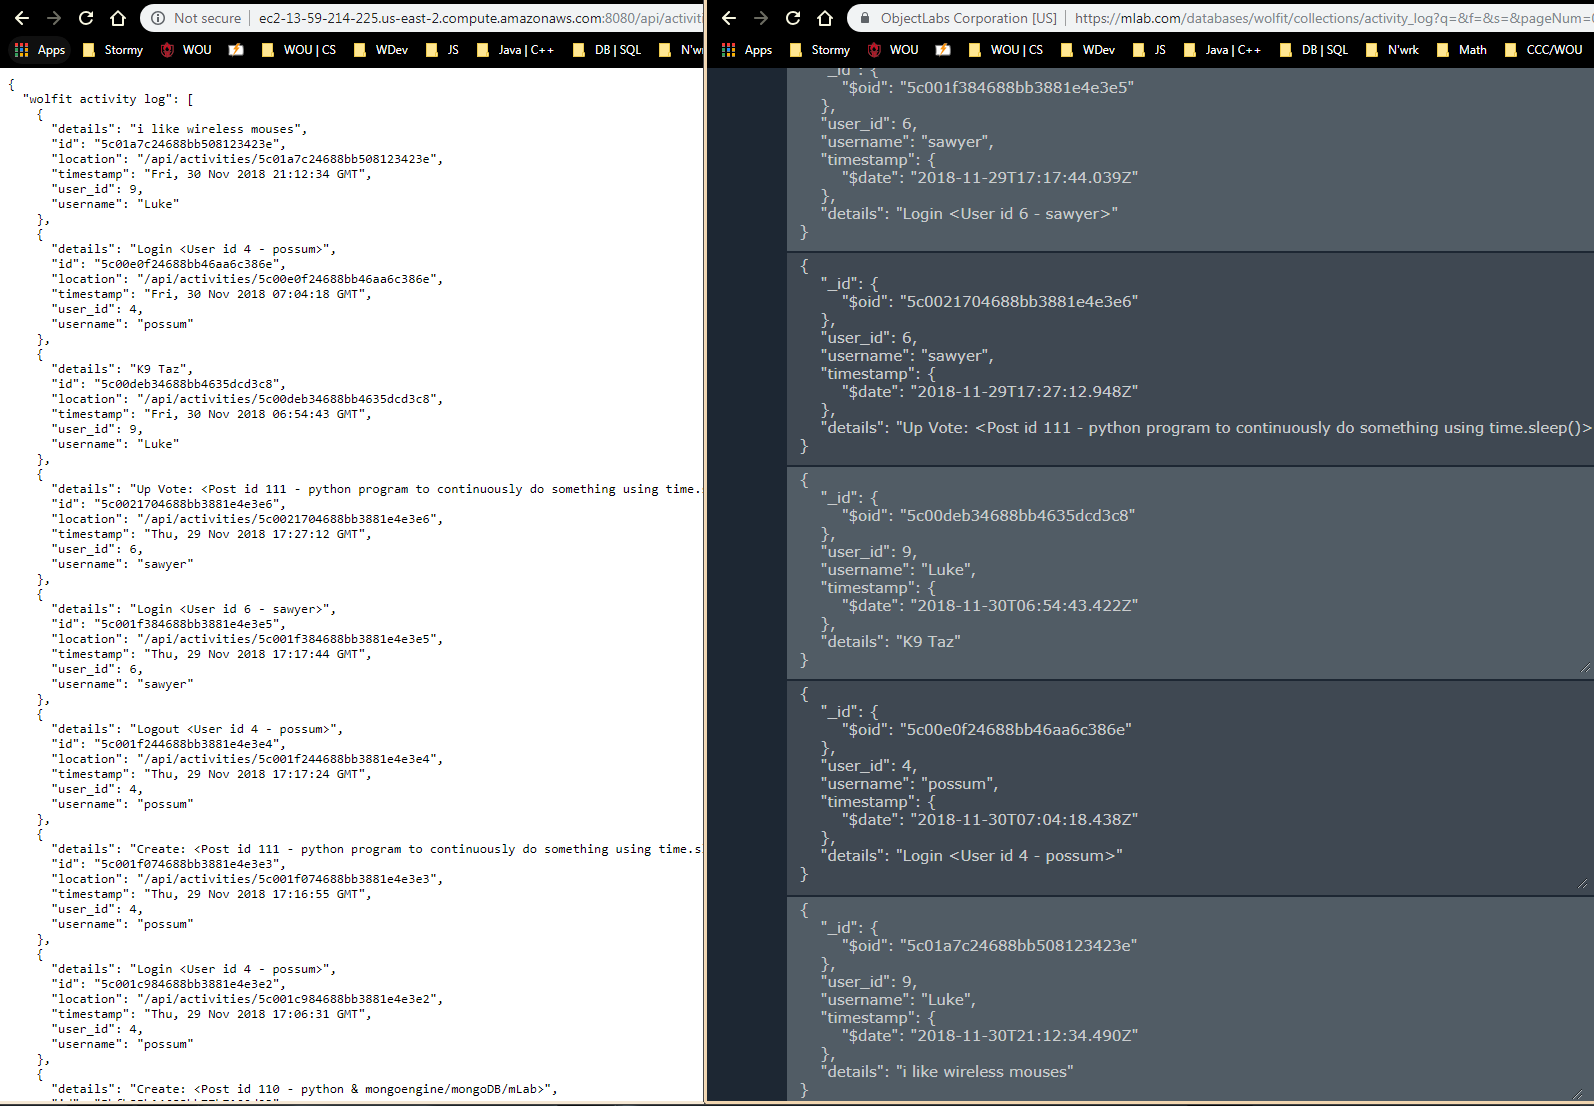 Not secure | ec2-13-59-214-225.us-east-2.compute.amazonaws.com:8080/api/activiti
Apps Stormy WOU WOU | CS WDev JS Java | C++ DB | SQL N'wr
{
"wolfit activity log": [
{
"details": "i like wireless mouses",
"id": "5c01a7c24688bb508123423e",
"location": "/api/activities/5c01a7c24688bb508123423e",
"timestamp": "Fri, 30 Nov 2018 21:12:34 GMT",
"user_id": 9,
"username": "Luke"
},
{
"details": "Login <User id 4 - possum>",
"id": "5c00e0f24688bb46aa6c386e",
"location": "/api/activities/5c00e0f24688bb46aa6c386e",
"timestamp": "Fri, 30 Nov 2018 07:04:18 GMT",
"user_id": 4,
"username": "possum"
},
{
"details": "K9 Taz",
"id": "5c00deb34688bb4635dcd3c8",
"location": "/api/activities/5c00deb34688bb4635dcd3c8",
"timestamp": "Fri, 30 Nov 2018 06:54:43 GMT",
"user_id": 9,
"username": "Luke"
},
{
"details": "Up Vote: <Post id 111 - python program to continuously do something using time.s
"id": "5c0021704688bb3881e4e3e6",
"location": "/api/activities/5c0021704688bb3881e4e3e6",
"timestamp": "Thu, 29 Nov 2018 17:27:12 GMT",
"user_id": 6,
"username": "sawyer"
},
{
"details": "Login <User id 6 - sawyer>",
"id": "5c001f384688bb3881e4e3e5",
"location": "/api/activities/5c001f384688bb3881e4e3e5",
"timestamp": "Thu, 29 Nov 2018 17:17:44 GMT",
"user_id": 6,
"username": "sawyer"
},
{
"details": "Logout <User id 4 - possum>",
"id": "5c001f244688bb3881e4e3e4",
"location": "/api/activities/5c001f244688bb3881e4e3e4",
"timestamp": "Thu, 29 Nov 2018 17:17:24 GMT",
"user_id": 4,
"username": "possum"
},
{
"details": "Create: <Post id 111 - python program to continuously do something using time.sl
"id": "5c001f074688bb3881e4e3e3",
"location": "/api/activities/5c001f074688bb3881e4e3e3",
"timestamp": "Thu, 29 Nov 2018 17:16:55 GMT",
"user_id": 4,
"username": "possum"
},
{
"details": "Login <User id 4 - possum>",
"id": "5c001c984688bb3881e4e3e2",
"location": "/api/activities/5c001c984688bb3881e4e3e2",
"timestamp": "Thu, 29 Nov 2018 17:06:31 GMT",
"user_id": 4,
"username": "possum"
},
{
"details": "Create: <Post id 110 - python & mongoengine/mongoDB/mLab>",
ObjectLabs Corporation [US] | https://mlab.com/databases/wolfit/collections/activity_log?q=&f=&s=&pageNum=0
Apps Stormy WOU WOU | CS WDev JS Java | C++ DB | SQL N'wrk Math CCC/WOU
"_id": {
"$oid": "5c001f384688bb3881e4e3e5"
},
"user_id": 6,
"username": "sawyer",
"timestamp": {
"$date": "2018-11-29T17:17:44.039Z"
},
"details": "Login <User id 6 - sawyer>"
}
{
"_id": {
"$oid": "5c0021704688bb3881e4e3e6"
},
"user_id": 6,
"username": "sawyer",
"timestamp": {
"$date": "2018-11-29T17:27:12.948Z"
},
"details": "Up Vote: <Post id 111 - python program to continuously do something using time.sleep()>
}
{
"_id": {
"$oid": "5c00deb34688bb4635dcd3c8"
},
"user_id": 9,
"username": "Luke",
"timestamp": {
"$date": "2018-11-30T06:54:43.422Z"
},
"details": "K9 Taz"
}
{
"_id": {
"$oid": "5c00e0f24688bb46aa6c386e"
},
"user_id": 4,
"username": "possum",
"timestamp": {
"$date": "2018-11-30T07:04:18.438Z"
},
"details": "Login <User id 4 - possum>"
}
{
"_id": {
"$oid": "5c01a7c24688bb508123423e"
},
"user_id": 9,
"username": "Luke",
"timestamp": {
"$date": "2018-11-30T21:12:34.490Z"
},
"details": "i like wireless mouses"
}